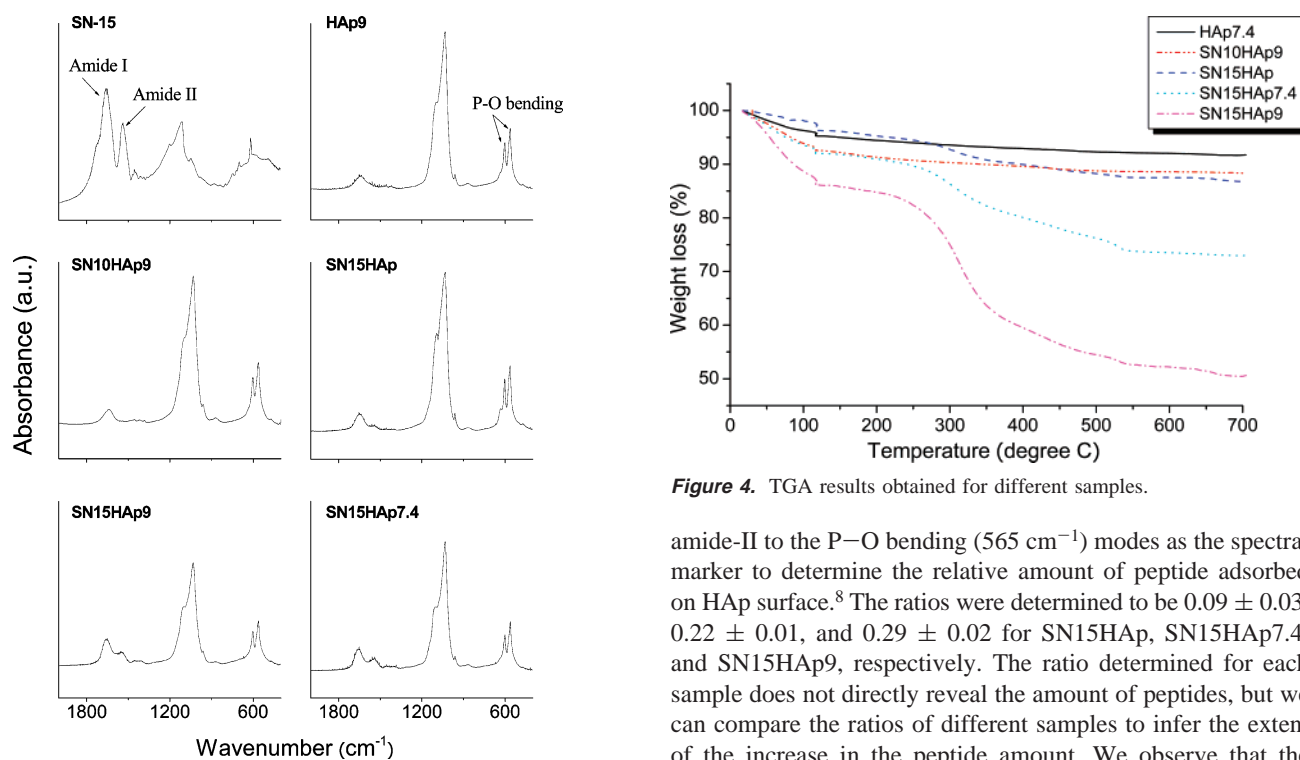 SN-15
Amide I
Amide II
HAp9
P-O bending
SN10HAp9
SN15HAp
SN15HAp9
SN15HAp7.4
1800 1200 600
1800 1200 600
Absorbance (a.u.)
Wavenumber (cm⁻¹)
HAp7.4
SN10HAp9
SN15HAp
SN15HAp7.4
SN15HAp9
100
90
80
70
60
50
0 100 200 300 400 500 600 700
Weight loss (%)
Temperature (degree C)
Figure 4. TGA results obtained for different samples.
amide-II to the P−O bending (565 cm⁻¹) modes as the spectra
marker to determine the relative amount of peptide adsorbed
on HAp surface.⁸ The ratios were determined to be 0.09 ± 0.03
0.22 ± 0.01, and 0.29 ± 0.02 for SN15HAp, SN15HAp7.4
and SN15HAp9, respectively. The ratio determined for each
sample does not directly reveal the amount of peptides, but we
can compare the ratios of different samples to infer the exten
of the increase in the peptide amount. We observe that the